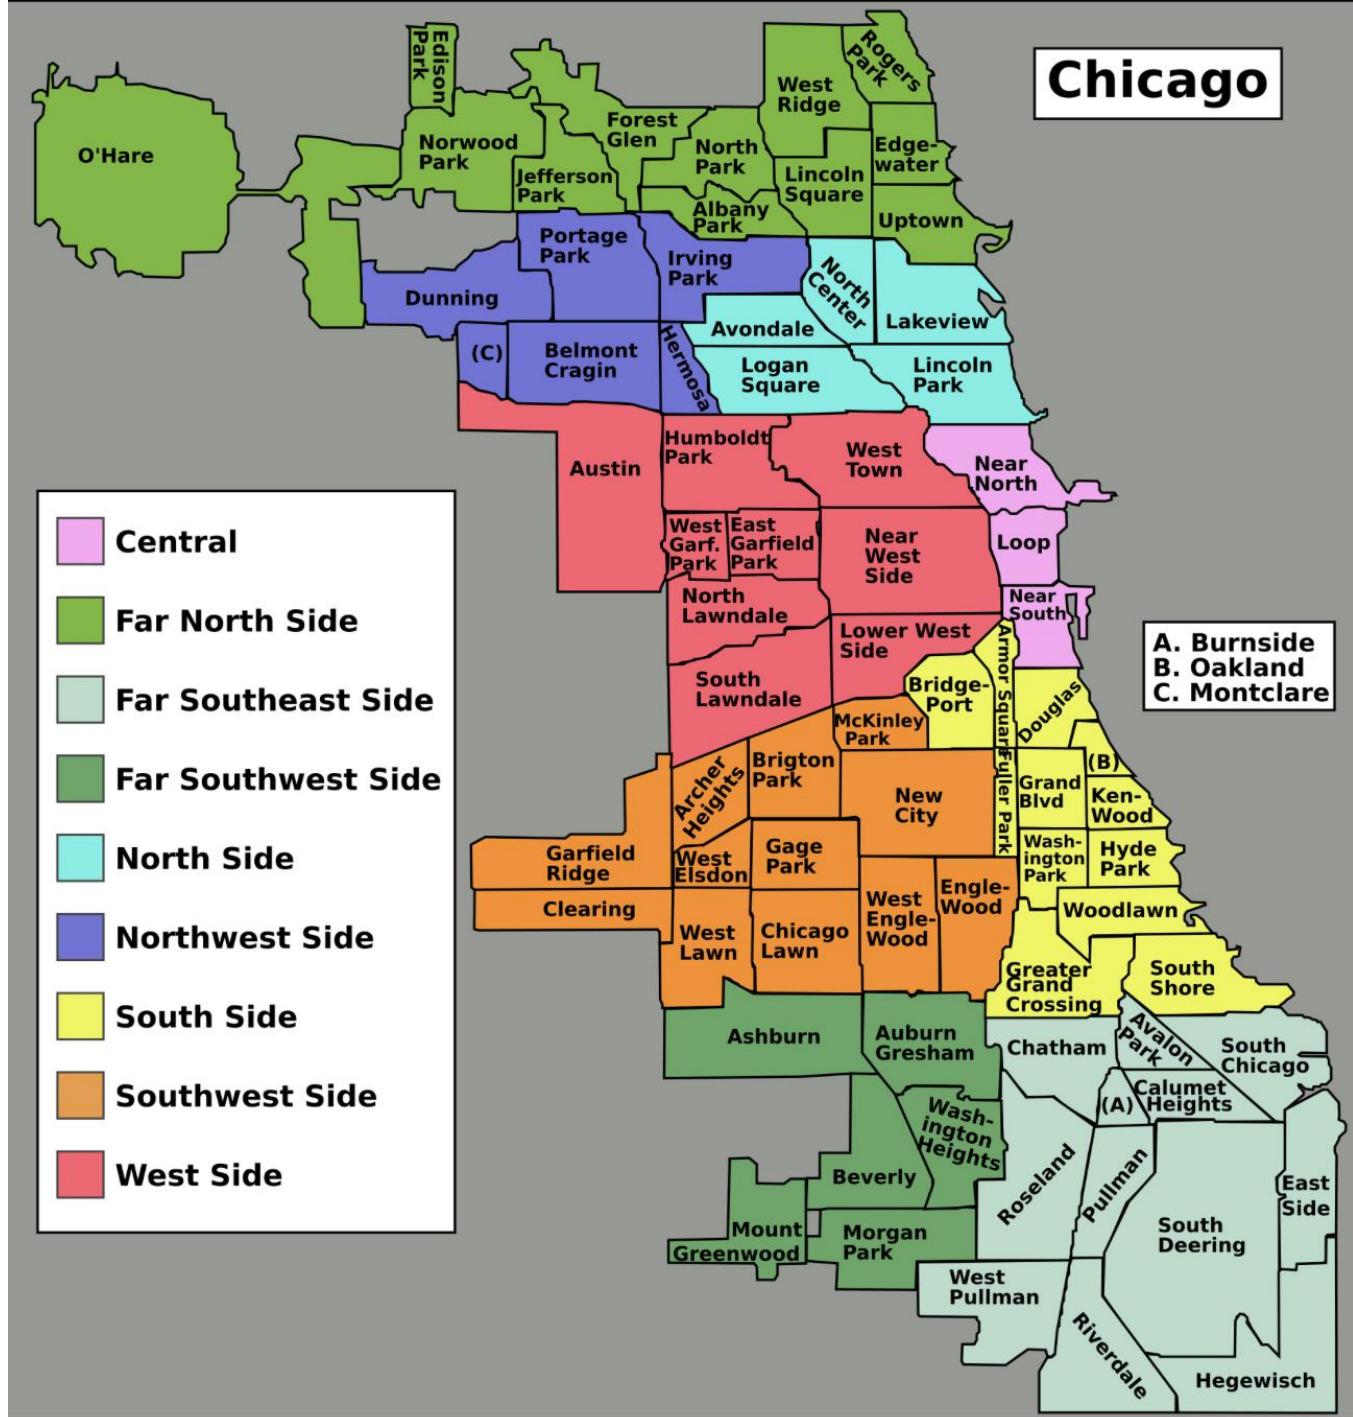 Chicago
Edison
Park
Rogers
Park
West
Ridge
O'Hare
Norwood
Park
Forest
Glen
North
Park
Edge-
water
Jefferson
Park
Lincoln
Square
Albany
Park
Uptown
Portage
Park
Irving
Park
North
Center
Dunning
Avondale
Lakeview
(C)
Belmont
Cragin
Hermosa
Logan
Square
Lincoln
Park
Austin
Humboldt
Park
West
Town
Near
North
West
Garf.
Park
East
Garfield
Park
Near
West
Side
Loop
North
Lawndale
Near
South
Lower West
Side
South
Lawndale
Bridge-
Port
Armor Square
Douglas
McKinley
Park
Archer
Heights
Brigton
Park
New
City
Fuller Park
Grand
Blvd
(B)
Ken-
Wood
Garfield
Ridge
West
Elsdon
Gage
Park
Wash-
ington
Park
Hyde
Park
Clearing
West
Lawn
Chicago
Lawn
West
Engle-
Wood
Engle-
Wood
Woodlawn
Greater
Grand
Crossing
South
Shore
Ashburn
Auburn
Gresham
Chatham
Avalon
Park
South
Chicago
(A)
Calumet
Heights
Wash-
ington
Heights
Beverly
Roseland
Pullman
East
Side
Mount
Greenwood
Morgan
Park
South
Deering
West
Pullman
Riverdale
Hegewisch
Central
Far North Side
Far Southeast Side
Far Southwest Side
North Side
Northwest Side
South Side
Southwest Side
West Side
A. Burnside
B. Oakland
C. Montclare